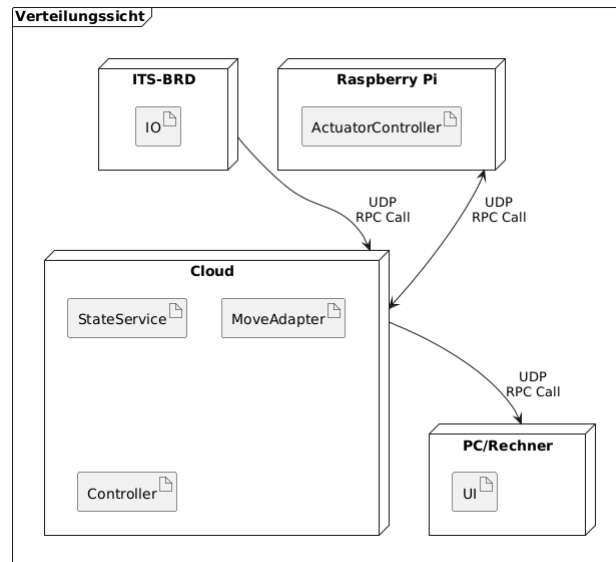 Verteilungssicht
ITS-BRD
IO
Raspberry Pi
ActuatorController
UDP
RPC Call
UDP
RPC Call
Cloud
StateService
MoveAdapter
Controller
UDP
RPC Call
PC/Rechner
UI